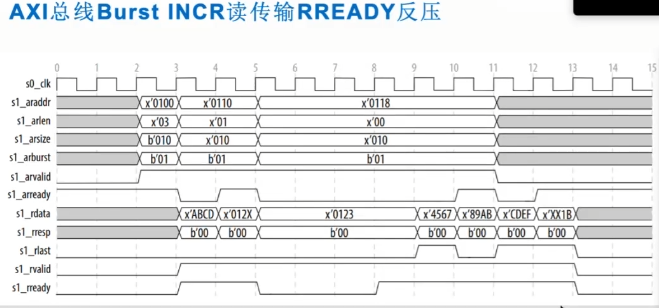 AXI总线Burst INCR读传输RREADY反压
0 1 2 3 4 5 6 7 8 9 10 11 12 13 14 15
s0_clk
s1_araddr x'0100 x'0110 x'0118
s1_arlen x'03 x'01 x'00
s1_arsize b'010 x'010 x'010
s1_arburst b'01 b'01 b'01
s1_arvalid
s1_arready
s1_rdata x'ABCD x'012X x'0123 x'4567 x'89AB x'CDEF x'XX1B
s1_rresp b'00 b'00 b'00 b'00 b'00 b'00 b'00
s1_rlast
s1_rvalid
s1_rready